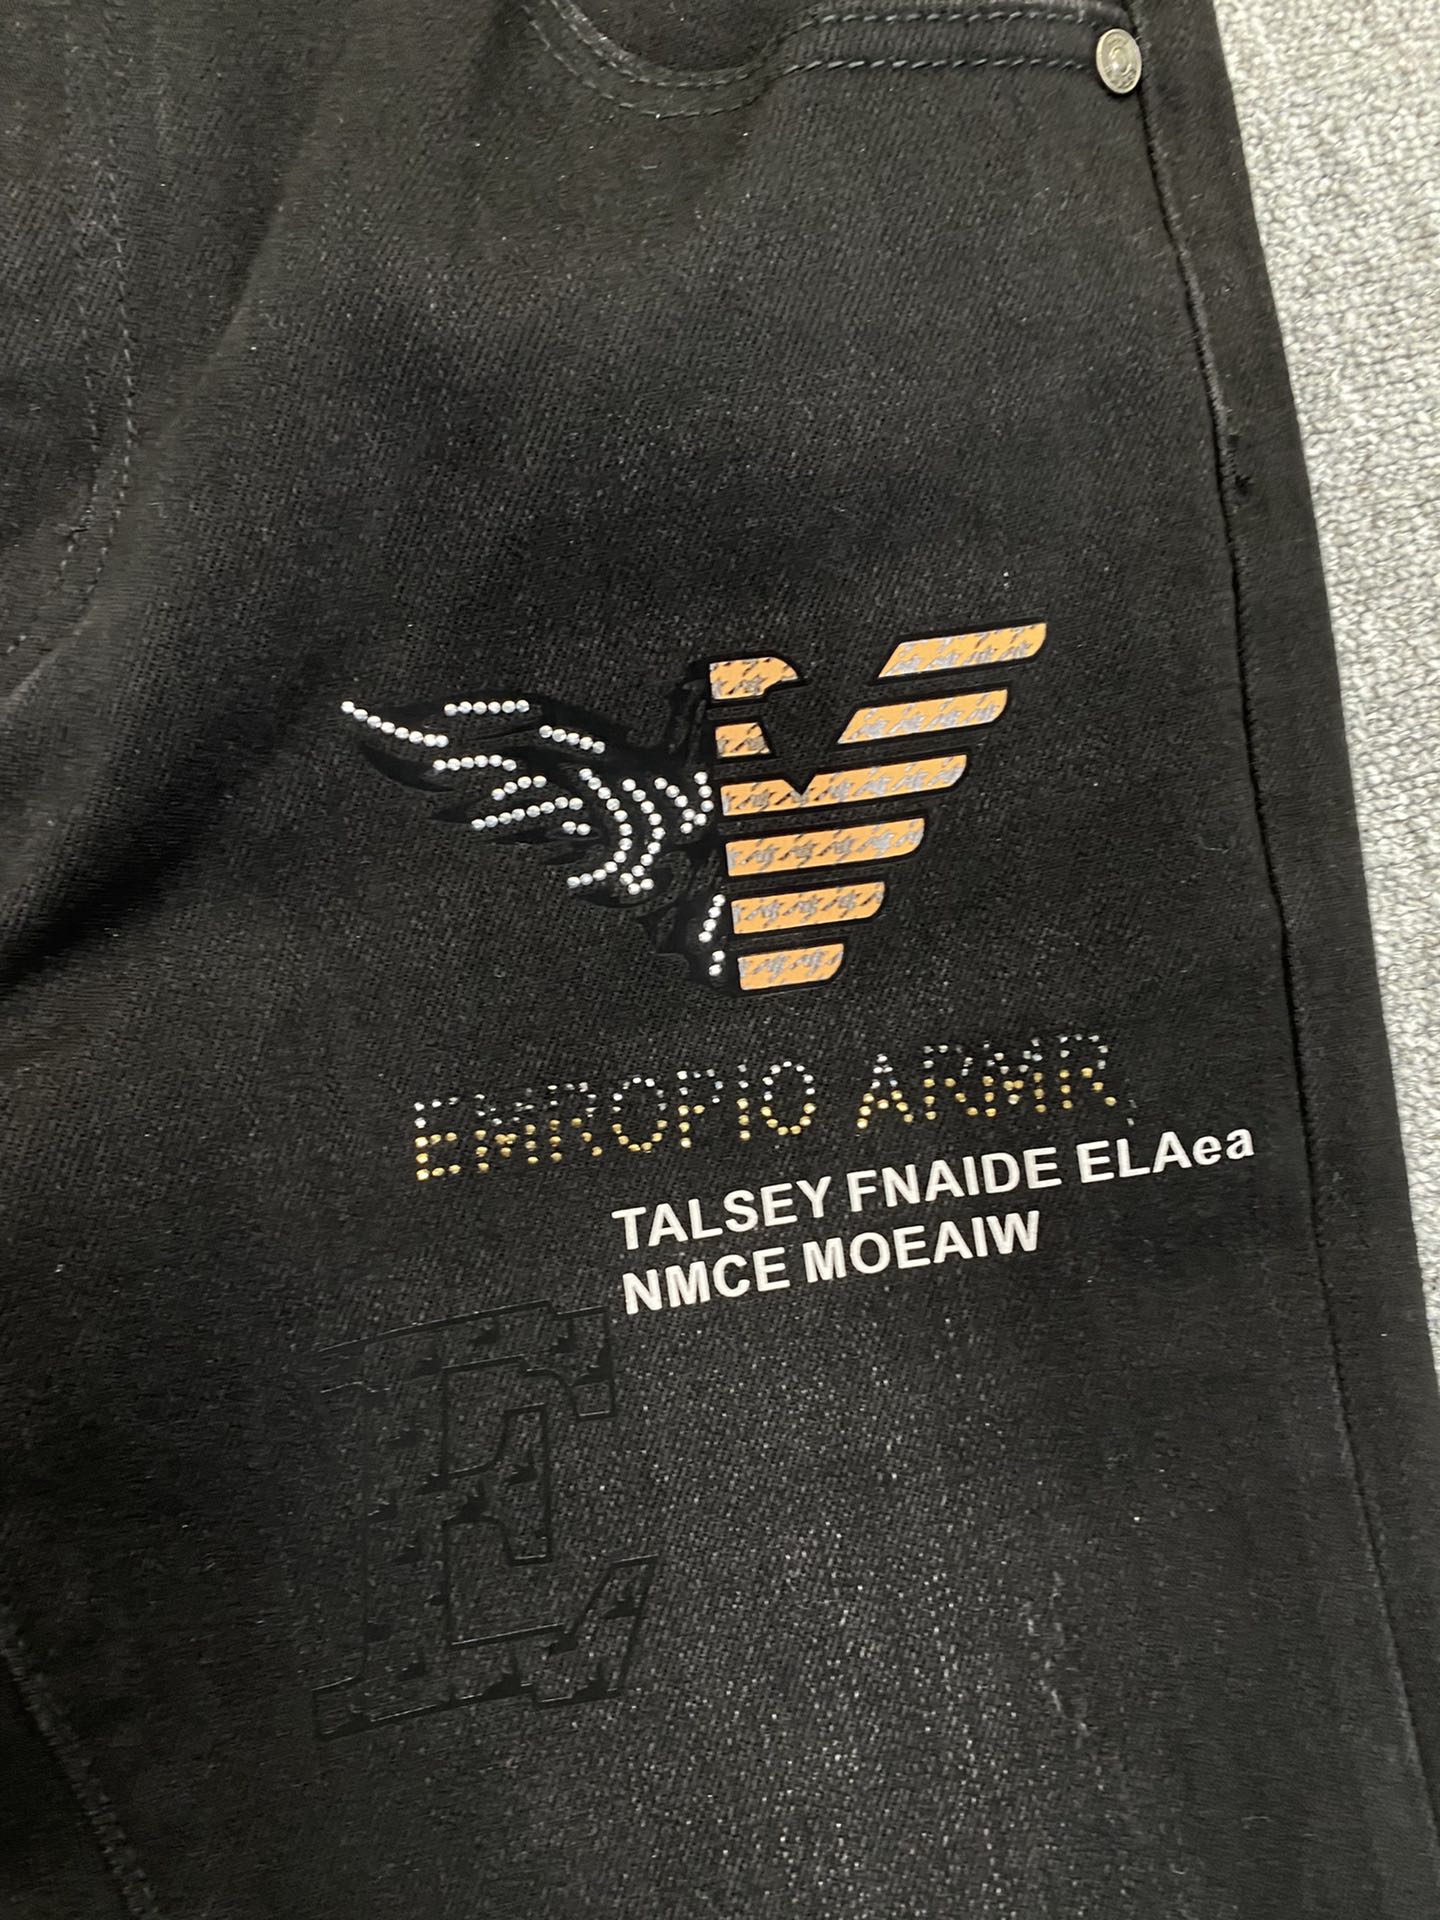 EMROPIO ARMR
TALSEY FNAIDE ELAea
NMCE MOEAIW
E